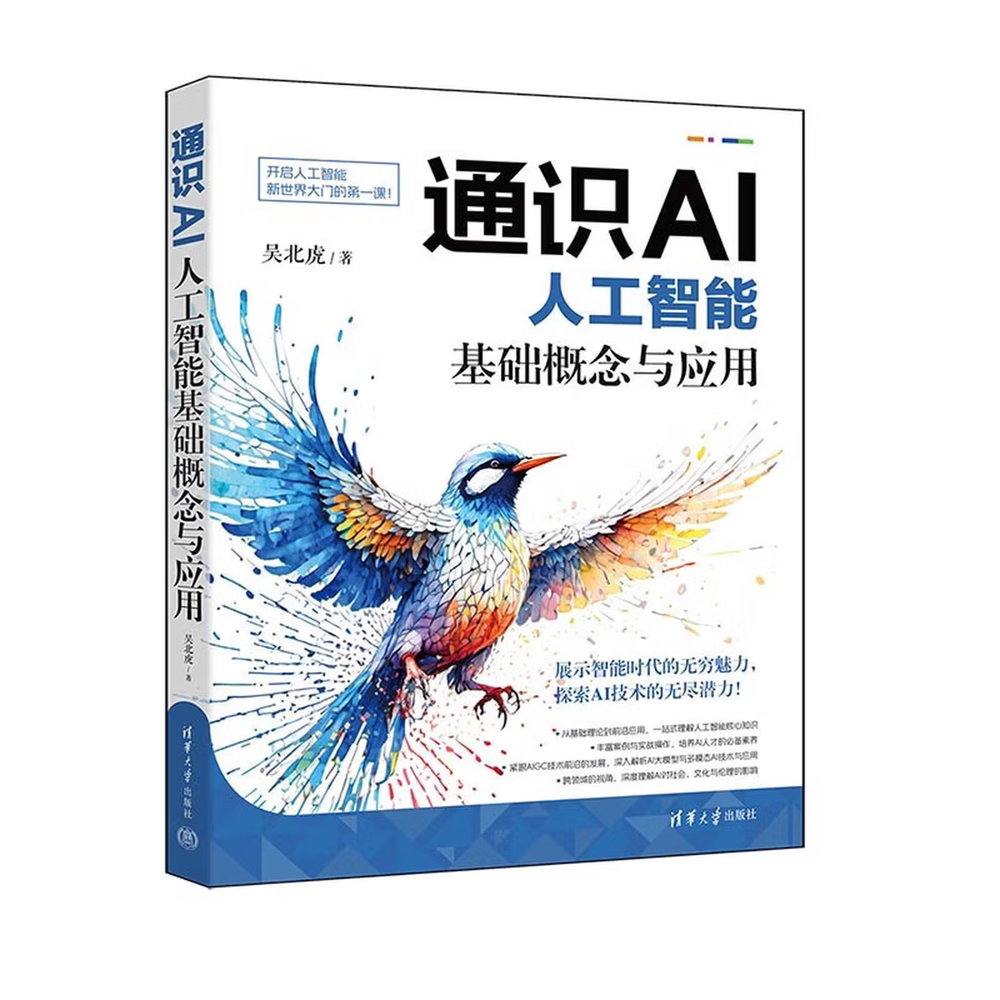 开启人工智能
新世界大门的第一课！
吴北虎/著
通识AI
人工智能
基础概念与应用
展示智能时代的无穷魅力，
探索AI技术的无尽潜力！
•从基础理论到前沿应用，一站式理解人工智能核心知识
•丰富案例与实战操作，培养AI人才的必备素养
•紧跟AIGC技术前沿的发展，深入解析AI大模型与多模态AI技术与应用
•跨领域的视角，深度理解AI对社会、文化与伦理的影响
清华大学出版社
通识AI 人工智能基础概念与应用
吴北虎/著
清华大学出版社